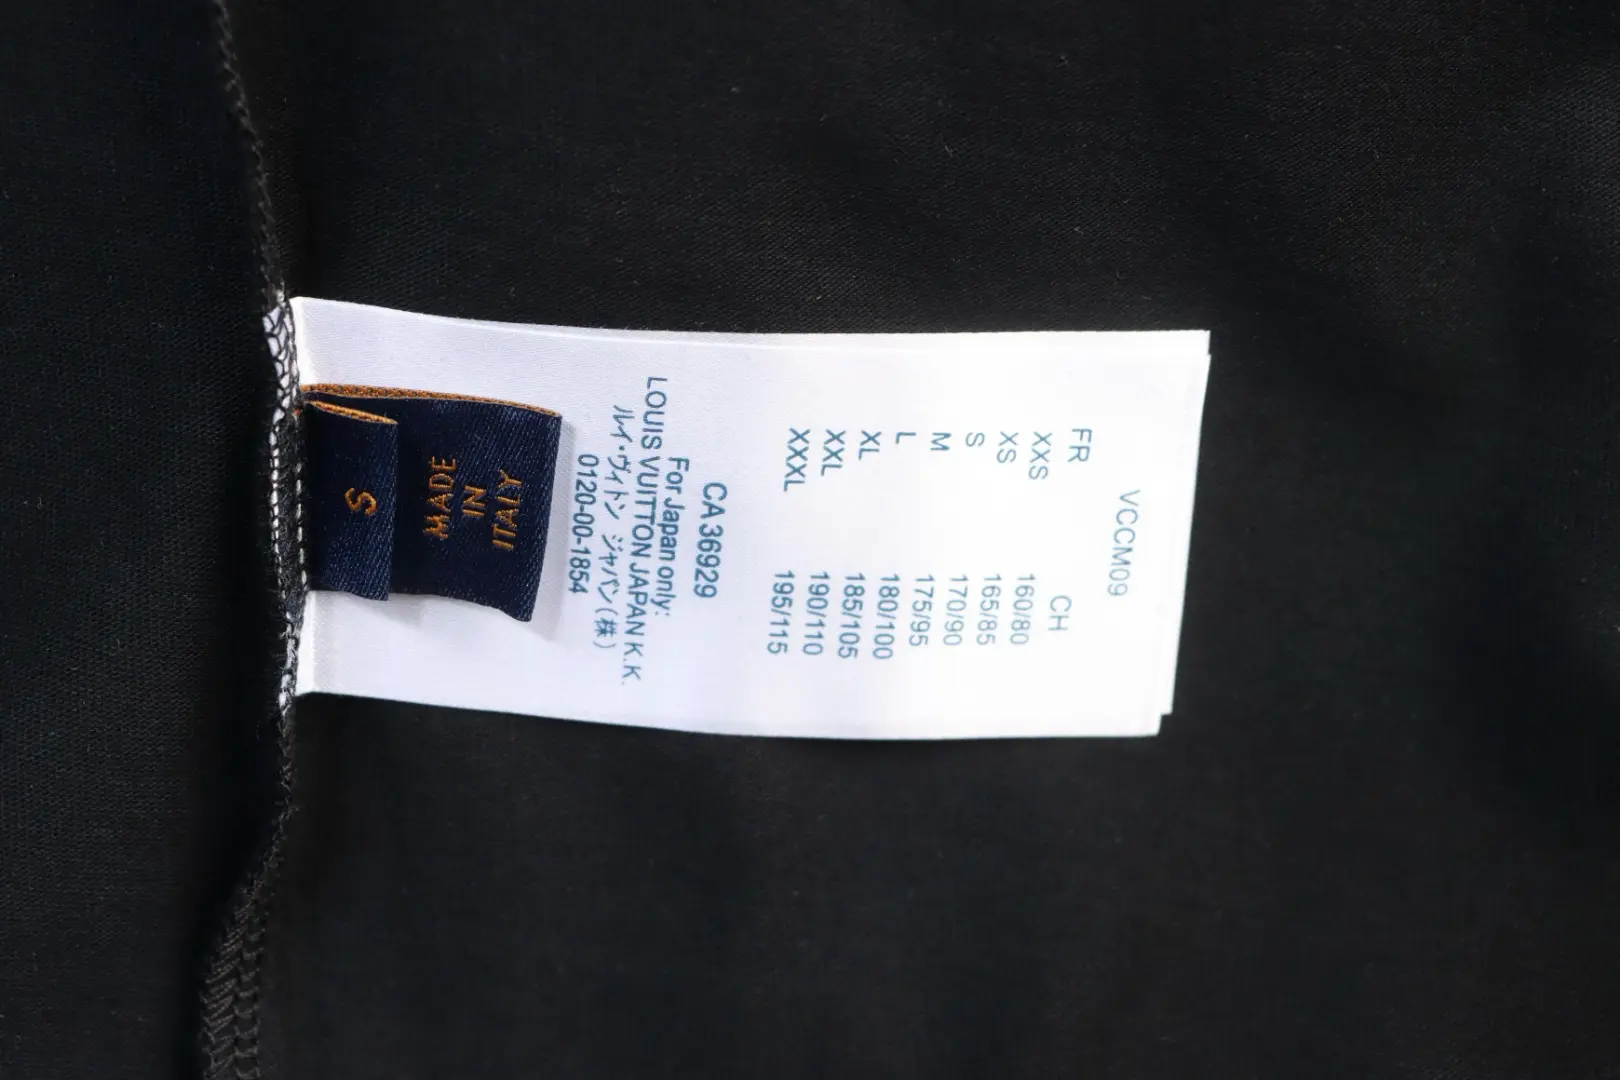 VCCM09
FR CH
XXS 160/80
XS 165/85
S 170/90
M 175/95
L 180/100
XL 185/105
XXL 190/110
XXXL 195/115
CA 36929
For Japan only:
LOUIS VUITTON JAPAN K.K.
ルイ・ヴィトン ジャパン(株)
0120-00-1854
MADE
IN
ITALY
S